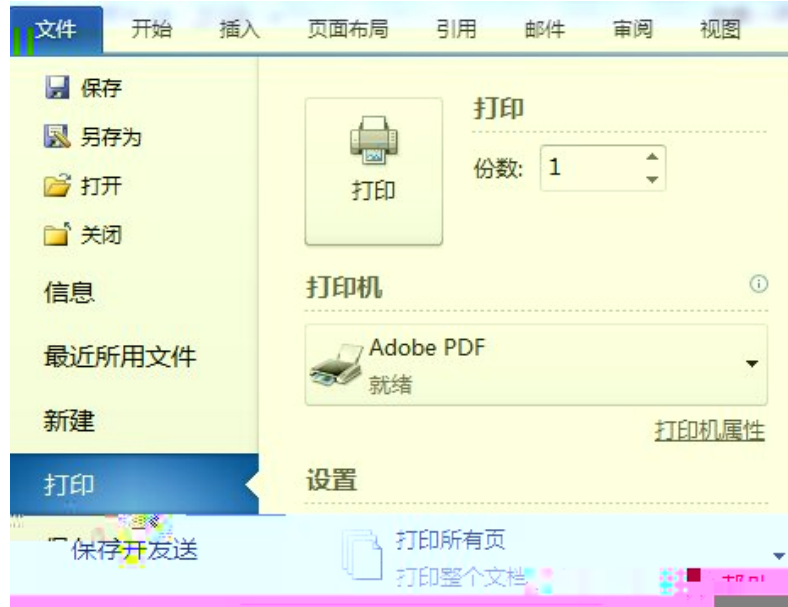 文件 开始 插入 页面布局 引用 邮件 审阅 视图
保存
另存为
打开
关闭
信息
最近所用文件
新建
打印
保存开发送
打印
打印
份数: 1
打印机
Adobe PDF
就绪
打印机属性
设置
打印所有页
打印整个文档